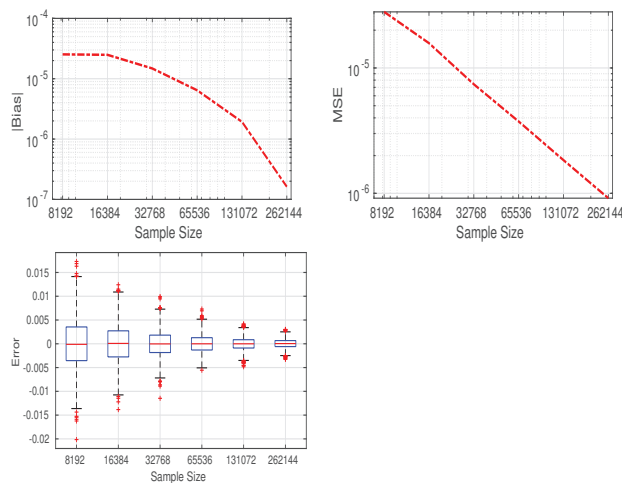 10^-4
10^-5
10^-6
10^-7
|Bias|
8192 16384 32768 65536 131072 262144
Sample Size
10^-5
10^-6
MSE
8192 16384 32768 65536 131072 262144
Sample Size
0.015
0.01
0.005
0
-0.005
-0.01
-0.015
-0.02
Error
8192 16384 32768 65536 131072 262144
Sample Size